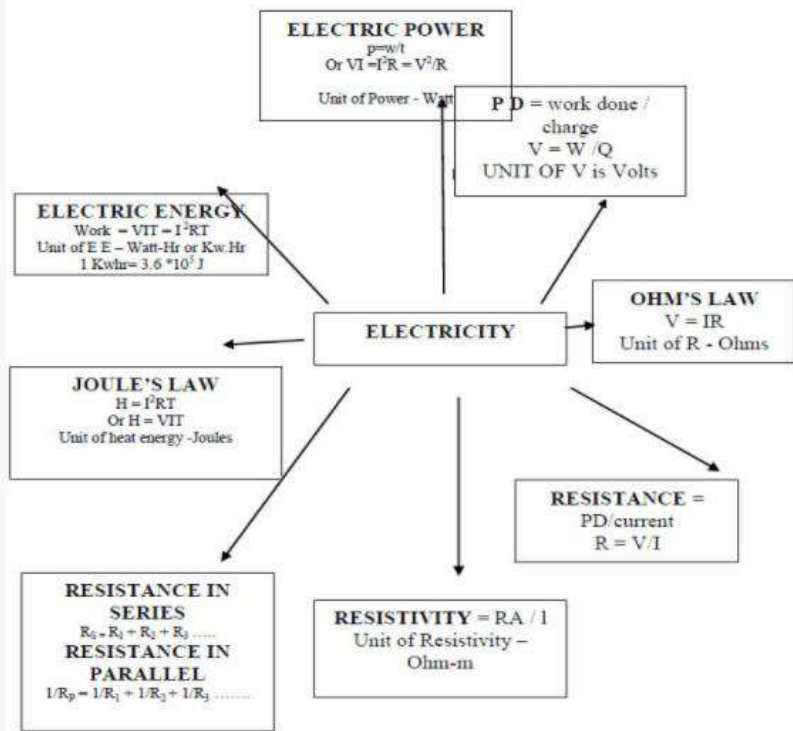 ELECTRIC POWER
p=w/t
Or VI =I²R = V²/R
Unit of Power - Watt
P D = work done /
charge
V = W /Q
UNIT OF V is Volts
ELECTRIC ENERGY
Work = VIT = I²RT
Unit of E E – Watt-Hr or Kw Hr
1 Kwhr= 3.6 *10⁵ J
ELECTRICITY
OHM'S LAW
V = IR
Unit of R - Ohms
JOULE'S LAW
H = I²RT
Or H = VIT
Unit of heat energy -Joules
RESISTANCE =
PD/current
R = V/I
RESISTANCE IN
SERIES
R₅ = R₁ + R₂ + R₃ …..
RESISTANCE IN
PARALLEL
1/Rₚ = 1/R₁ + 1/R₂ + 1/R₃ …….
RESISTIVITY = RA / l
Unit of Resistivity –
Ohm-m